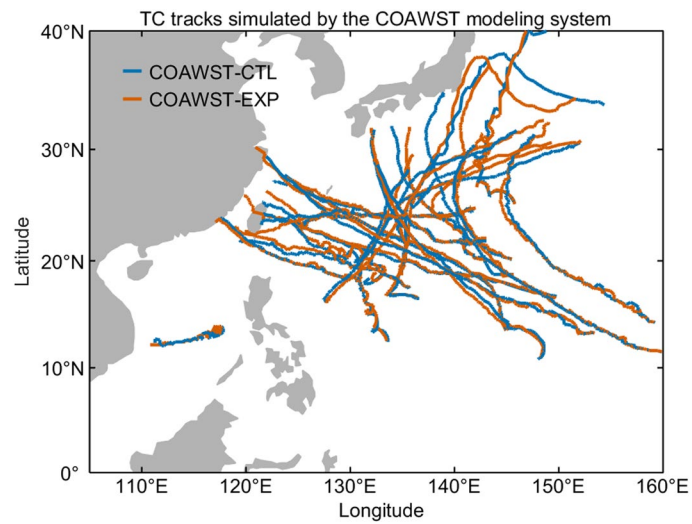 TC tracks simulated by the COAWST modeling system
40°N
COAWST-CTL
COAWST-EXP
30°N
Latitude
20°N
10°N
0°
110°E 120°E 130°E 140°E 150°E 160°E
Longitude